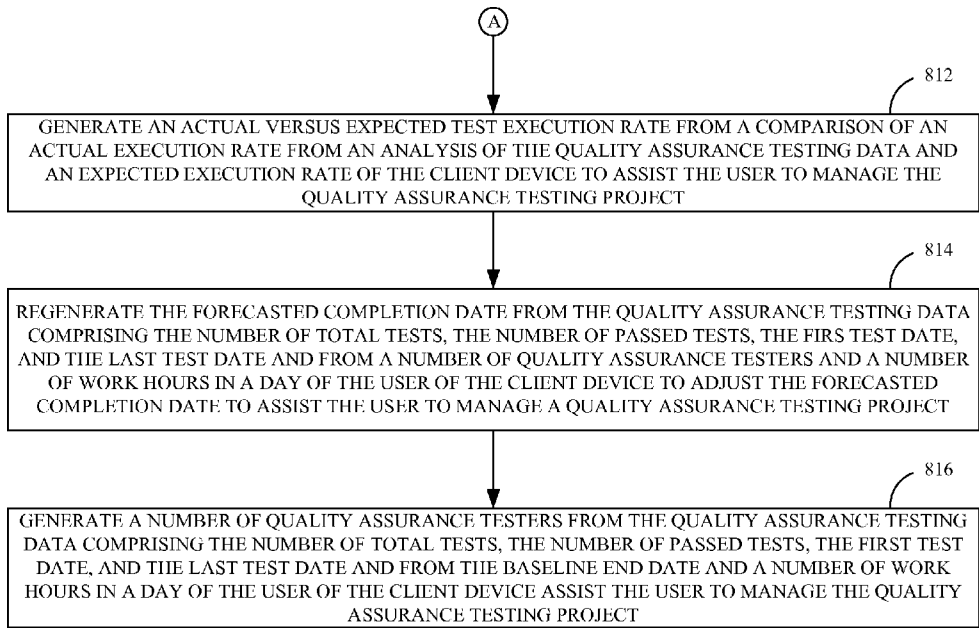 A
812
GENERATE AN ACTUAL VERSUS EXPECTED TEST EXECUTION RATE FROM A COMPARISON OF AN
ACTUAL EXECUTION RATE FROM AN ANALYSIS OF THE QUALITY ASSURANCE TESTING DATA AND
AN EXPECTED EXECUTION RATE OF THE CLIENT DEVICE TO ASSIST THE USER TO MANAGE THE
QUALITY ASSURANCE TESTING PROJECT
814
REGENERATE THE FORECASTED COMPLETION DATE FROM THE QUALITY ASSURANCE TESTING DATA
COMPRISING THE NUMBER OF TOTAL TESTS, THE NUMBER OF PASSED TESTS, THE FIRS TEST DATE,
AND THE LAST TEST DATE AND FROM A NUMBER OF QUALITY ASSURANCE TESTERS AND A NUMBER
OF WORK HOURS IN A DAY OF THE USER OF THE CLIENT DEVICE TO ADJUST THE FORECASTED
COMPLETION DATE TO ASSIST THE USER TO MANAGE A QUALITY ASSURANCE TESTING PROJECT
816
GENERATE A NUMBER OF QUALITY ASSURANCE TESTERS FROM THE QUALITY ASSURANCE TESTING
DATA COMPRISING THE NUMBER OF TOTAL TESTS, THE NUMBER OF PASSED TESTS, THE FIRST TEST
DATE, AND THE LAST TEST DATE AND FROM THE BASELINE END DATE AND A NUMBER OF WORK
HOURS IN A DAY OF THE USER OF THE CLIENT DEVICE ASSIST THE USER TO MANAGE THE QUALITY
ASSURANCE TESTING PROJECT